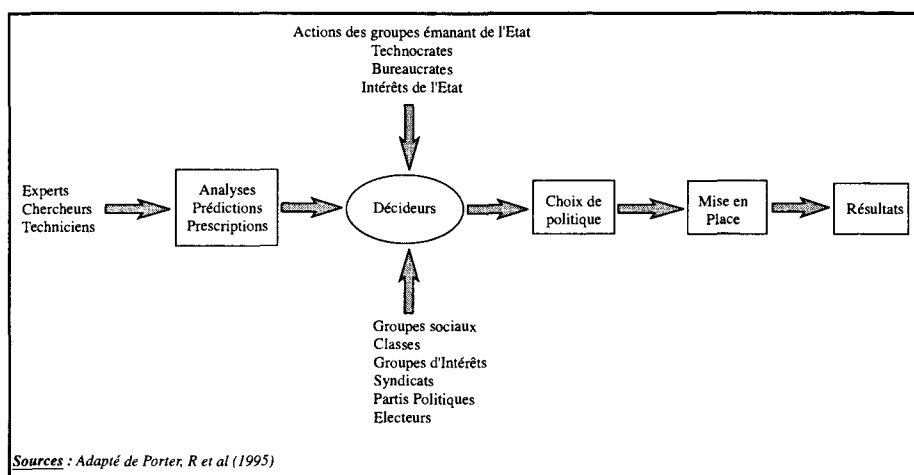 Actions des groupes émanant de l'Etat
Technocrates
Bureaucrates
Intérêts de l'Etat
Experts
Chercheurs
Techniciens
Analyses
Prédictions
Prescriptions
Décideurs
Choix de
politique
Mise en
Place
Résultats
Groupes sociaux
Classes
Groupes d'Intérêts
Syndicats
Partis Politiques
Electeurs
Sources : Adapté de Porter, R et al (1995)